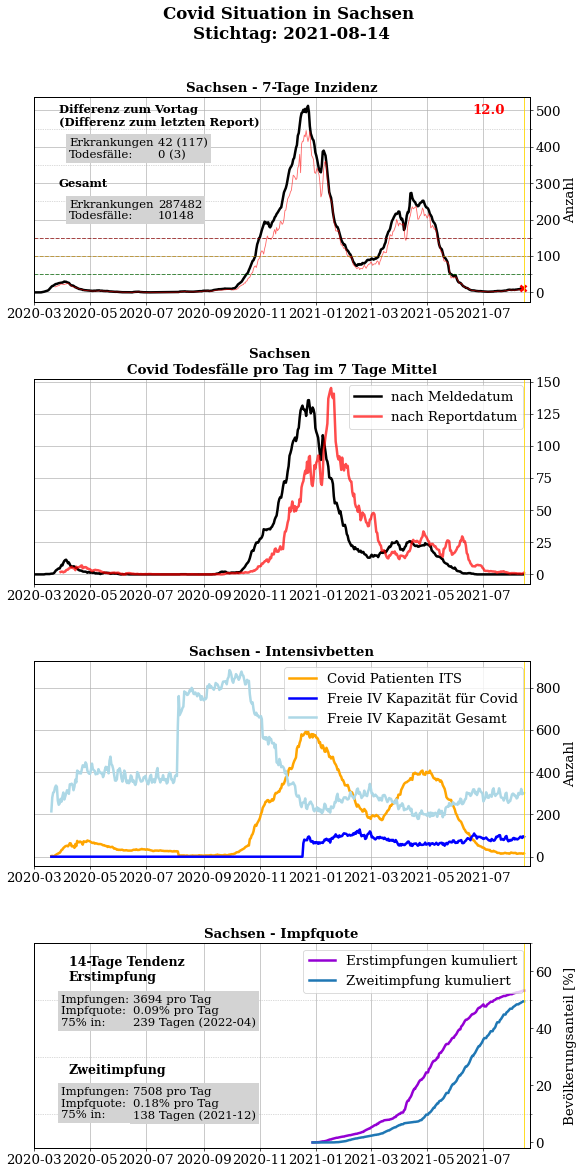 Covid Situation in Sachsen
Stichtag: 2021-08-14
Sachsen - 7-Tage Inzidenz
Differenz zum Vortag
(Differenz zum letzten Report)
Erkrankungen 42 (117)
Todesfälle: 0 (3)
Gesamt
Erkrankungen 287482
Todesfälle: 10148
12.0
500
400
300
200
100
0
Anzahl
2020-03 2020-05 2020-07 2020-09 2020-11 2021-01 2021-03 2021-05 2021-07
Sachsen
Covid Todesfälle pro Tag im 7 Tage Mittel
nach Meldedatum
nach Reportdatum
150
125
100
75
50
25
0
2020-03 2020-05 2020-07 2020-09 2020-11 2021-01 2021-03 2021-05 2021-07
Sachsen - Intensivbetten
Covid Patienten ITS
Freie IV Kapazität für Covid
Freie IV Kapazität Gesamt
800
600
400
200
0
Anzahl
2020-03 2020-05 2020-07 2020-09 2020-11 2021-01 2021-03 2021-05 2021-07
Sachsen - Impfquote
14-Tage Tendenz
Erstimpfung
Impfungen: 3694 pro Tag
Impfquote: 0.09% pro Tag
75% in: 239 Tagen (2022-04)
Zweitimpfung
Impfungen: 7508 pro Tag
Impfquote: 0.18% pro Tag
75% in: 138 Tagen (2021-12)
Erstimpfungen kumuliert
Zweitimpfung kumuliert
60
40
20
0
Bevölkerungsanteil [%]
2020-03 2020-05 2020-07 2020-09 2020-11 2021-01 2021-03 2021-05 2021-07